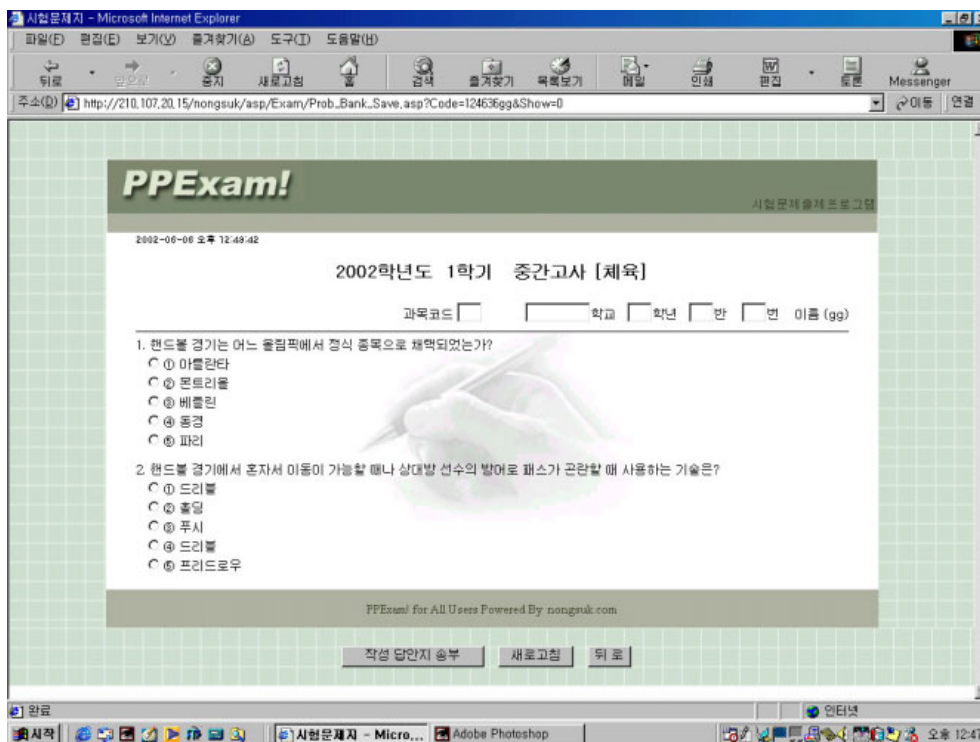 시험문제지 - Microsoft Internet Explorer
파일(F) 편집(E) 보기(V) 즐겨찾기(A) 도구(T) 도움말(H)
뒤로 앞으로 중지 새로고침 홈 검색 즐겨찾기 목록보기 메일 인쇄 편집 토론 Messenger
주소(D) http://210.107.20.15/nongsuk/asp/Exam/Prob_Bank_Save.asp?Code=124636gg&Show=0 이동 연결
PPExam!
시험문제출제프로그램
2002-06-06 오후 12:49:42
2002학년도 1학기 중간고사 [체육]
과목코드 학교 학년 반 번 이름 (gg)
1. 핸드볼 경기는 어느 올림픽에서 정식 종목으로 채택되었는가?
① 아틀란타
② 몬트리올
③ 베를린
④ 동경
⑤ 파리
2. 핸드볼 경기에서 혼자서 이동이 가능할 때나 상대방 선수의 방어로 패스가 곤란할 때 사용하는 기술은?
① 드리블
② 홀딩
③ 푸시
④ 드리블
⑤ 프리드로우
PPExam! for All Users Powered By nongsuk.com
작성 답안지 송부 새로고침 뒤 로
완료 인터넷
시작 시험문제지 - Micro... Adobe Photoshop 오후 12: